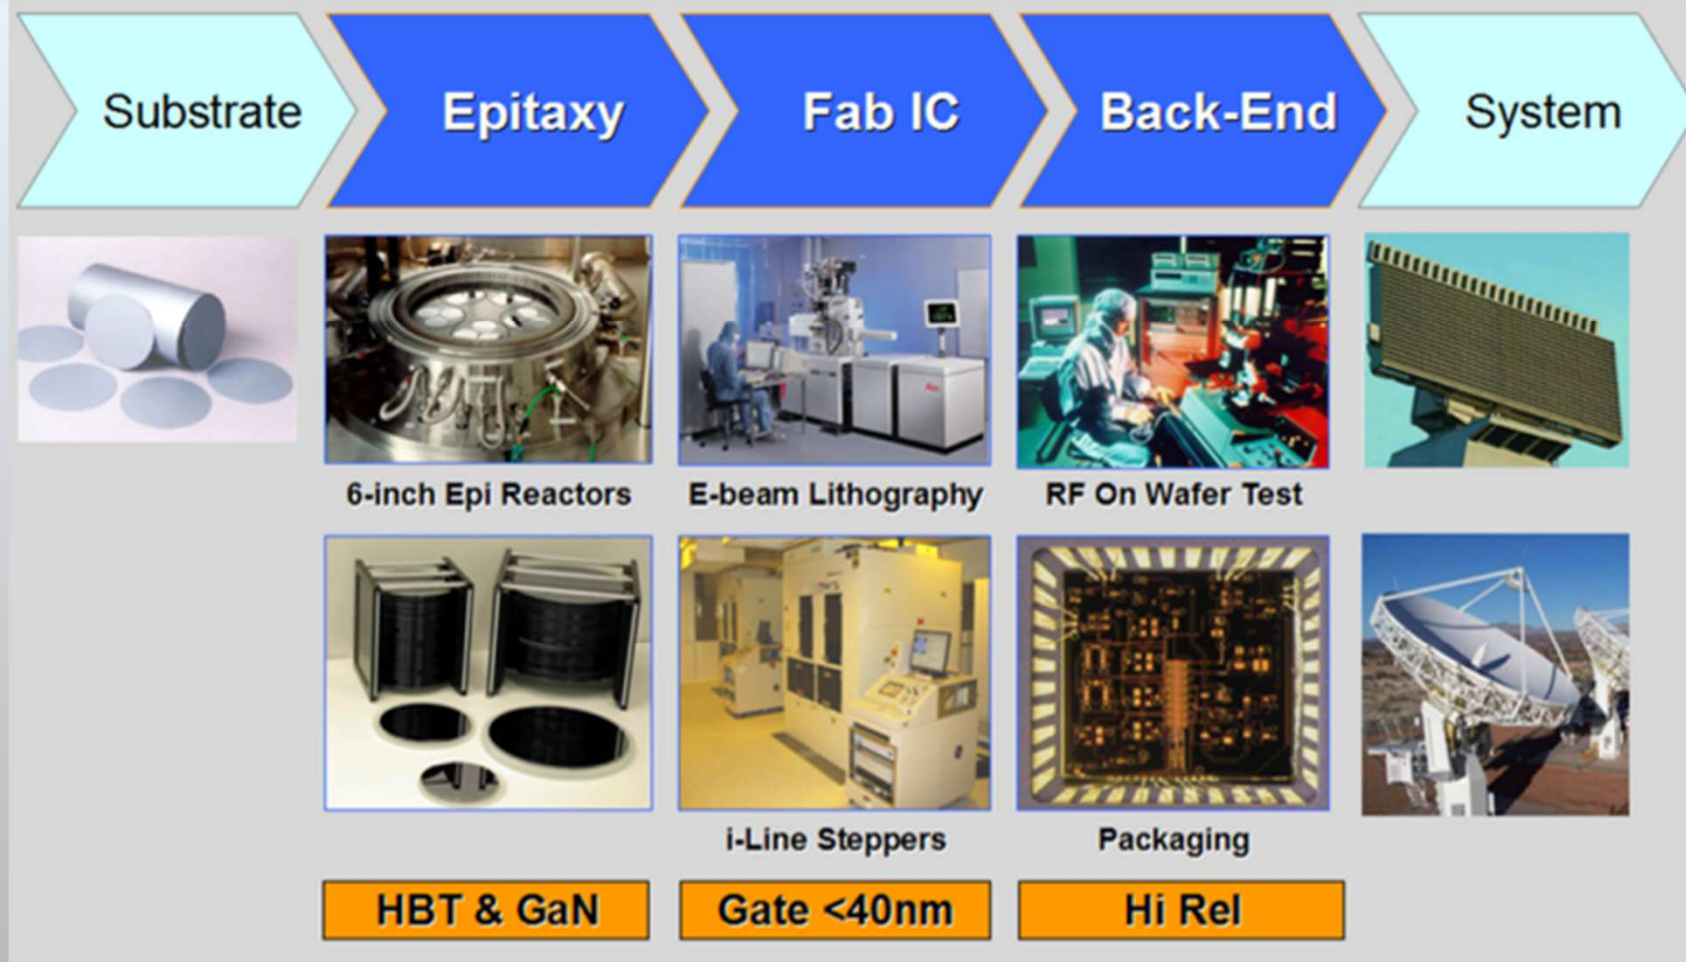 Substrate
Epitaxy
Fab IC
Back-End
System
6-inch Epi Reactors
E-beam Lithography
RF On Wafer Test
i-Line Steppers
Packaging
HBT & GaN
Gate <40nm
Hi Rel